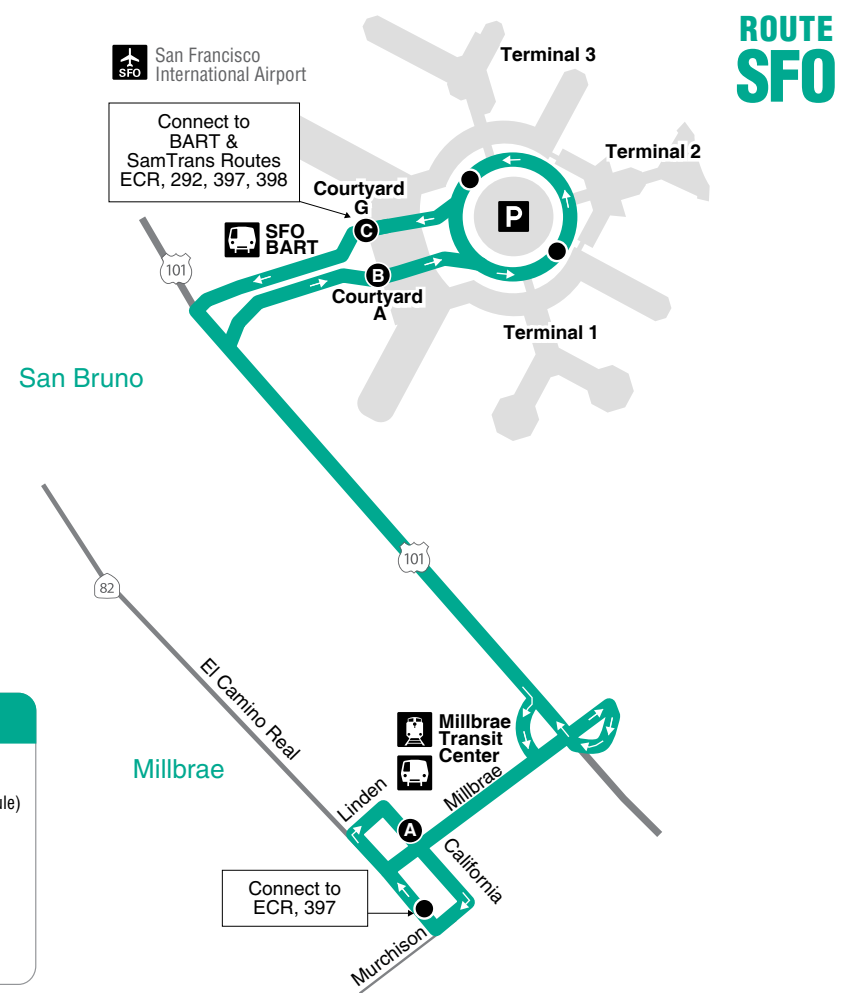 ROUTE
SFO
SFO
San Francisco
International Airport
Terminal 3
Connect to
BART &
SamTrans Routes
ECR, 292, 397, 398
Terminal 2
Courtyard
G
P
SFO
BART
C
101
B
Courtyard
A
Terminal 1
San Bruno
101
82
El Camino Real
Millbrae
Transit
Center
Millbrae
Millbrae
Linden
A
California
Connect to
ECR, 397
Murchison